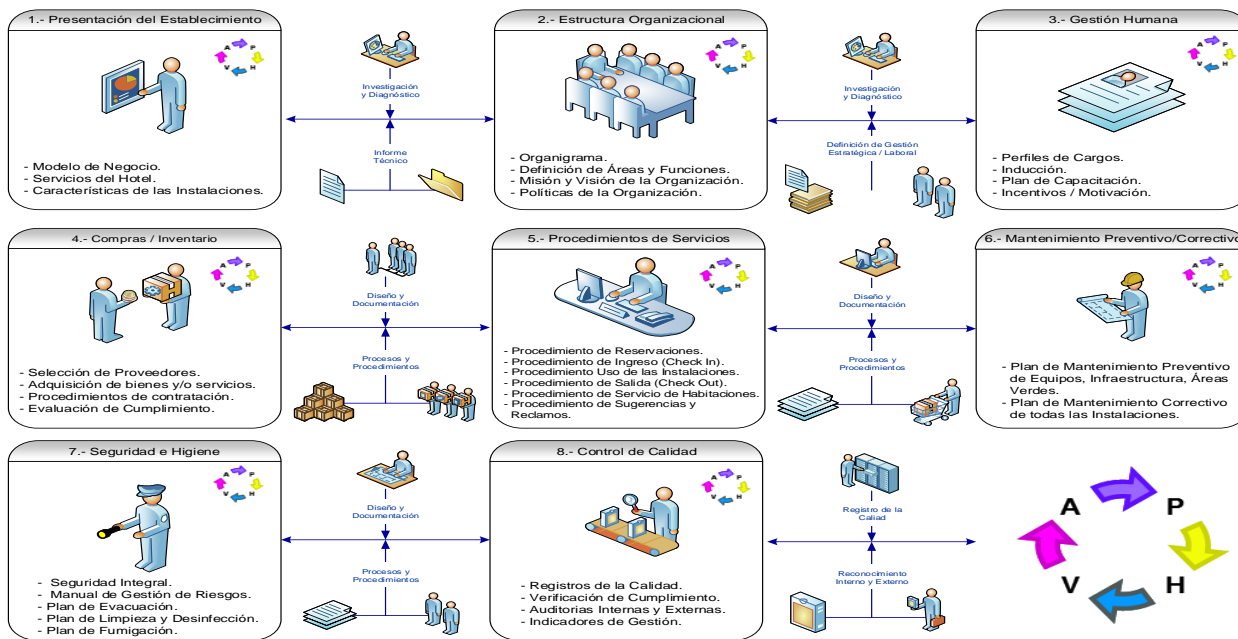 1.- Presentación del Establecimiento
A P
V H
- Modelo de Negocio.
- Servicios del Hotel.
- Características de las Instalaciones.
Investigación
y Diagnóstico
Informe
Técnico
2.- Estructura Organizacional
A P
V H
- Organigrama.
- Definición de Áreas y Funciones.
- Misión y Visión de la Organización.
- Políticas de la Organización.
Investigación
y Diagnóstico
Definición de Gestión
Estratégica / Laboral
3.- Gestión Humana
A P
V H
- Perfiles de Cargos.
- Inducción.
- Plan de Capacitación.
- Incentivos / Motivación.
4.- Compras / Inventario
A P
V H
- Selección de Proveedores.
- Adquisición de bienes y/o servicios.
- Procedimientos de contratación.
- Evaluación de Cumplimiento.
Diseño y
Documentación
Procesos y
Procedimientos
5.- Procedimientos de Servicios
A P
V H
- Procedimiento de Reservaciones.
- Procedimiento de Ingreso (Check In).
- Procedimiento Uso de las Instalaciones.
- Procedimiento de Salida (Check Out).
- Procedimiento de Servicio de Habitaciones.
- Procedimiento de Sugerencias y
Reclamos.
Diseño y
Documentación
Procesos y
Procedimientos
6.- Mantenimiento Preventivo/Correctivo
A P
V H
- Plan de Mantenimiento Preventivo
de Equipos, Infraestructura, Áreas
Verdes.
- Plan de Mantenimiento Correctivo
de todas las Instalaciones.
7.- Seguridad e Higiene
A P
V H
- Seguridad Integral.
- Manual de Gestión de Riesgos.
- Plan de Evacuación.
- Plan de Limpieza y Desinfección.
- Plan de Fumigación.
Diseño y
Documentación
Procesos y
Procedimientos
8.- Control de Calidad
A P
V H
- Registros de la Calidad.
- Verificación de Cumplimiento.
- Auditorias Internas y Externas.
- Indicadores de Gestión.
Registro de la
Caliad
Reconocimiento
Interno y Externo
A P
V H